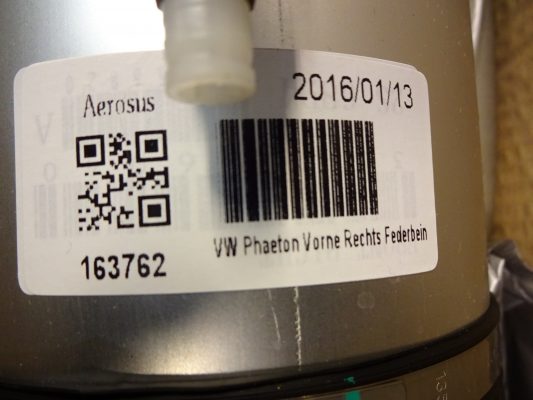 Aerosus
2016/01/13
163762
VW Phaeton Vorne Rechts Federbein